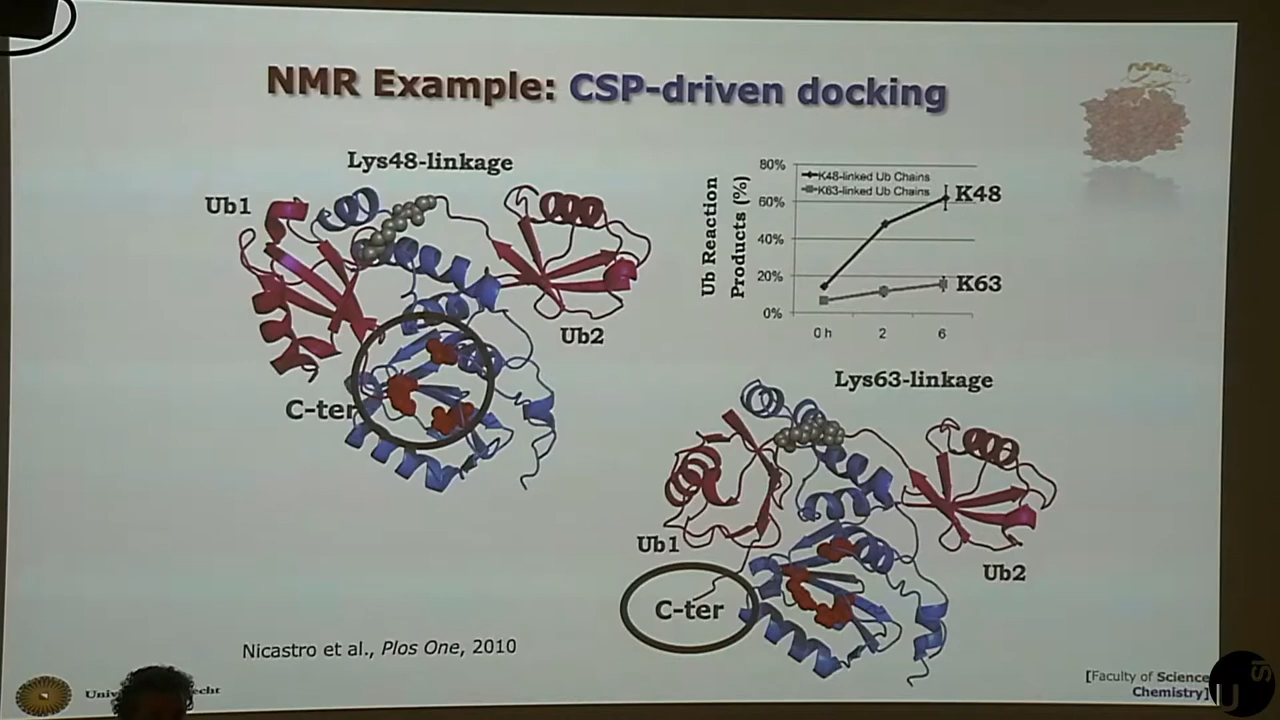 NMR Example: CSP-driven docking
Lys48-linkage
Ub1
Ub2
C-ter
Ub Reaction
Products (%)
80%
60%
40%
20%
0%
K48-linked Ub Chains
K63-linked Ub Chains
K48
K63
0 h
2
6
Lys63-linkage
Ub1
Ub2
C-ter
Nicastro et al., Plos One, 2010
[Faculty of Science
Chemistry]
U
SI